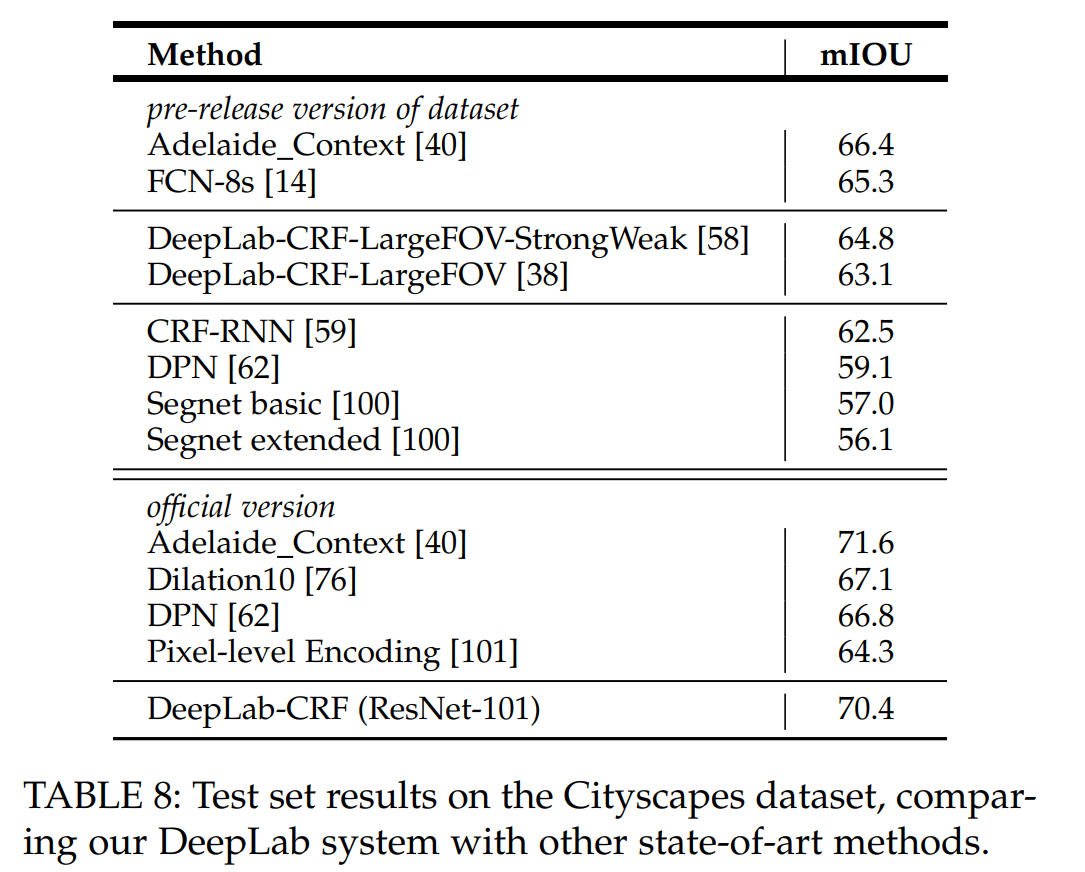 Method mIOU
pre-release version of dataset
Adelaide_Context [40] 66.4
FCN-8s [14] 65.3
DeepLab-CRF-LargeFOV-StrongWeak [58] 64.8
DeepLab-CRF-LargeFOV [38] 63.1
CRF-RNN [59] 62.5
DPN [62] 59.1
Segnet basic [100] 57.0
Segnet extended [100] 56.1
official version
Adelaide_Context [40] 71.6
Dilation10 [76] 67.1
DPN [62] 66.8
Pixel-level Encoding [101] 64.3
DeepLab-CRF (ResNet-101) 70.4
TABLE 8: Test set results on the Cityscapes dataset, compar-
ing our DeepLab system with other state-of-art methods.